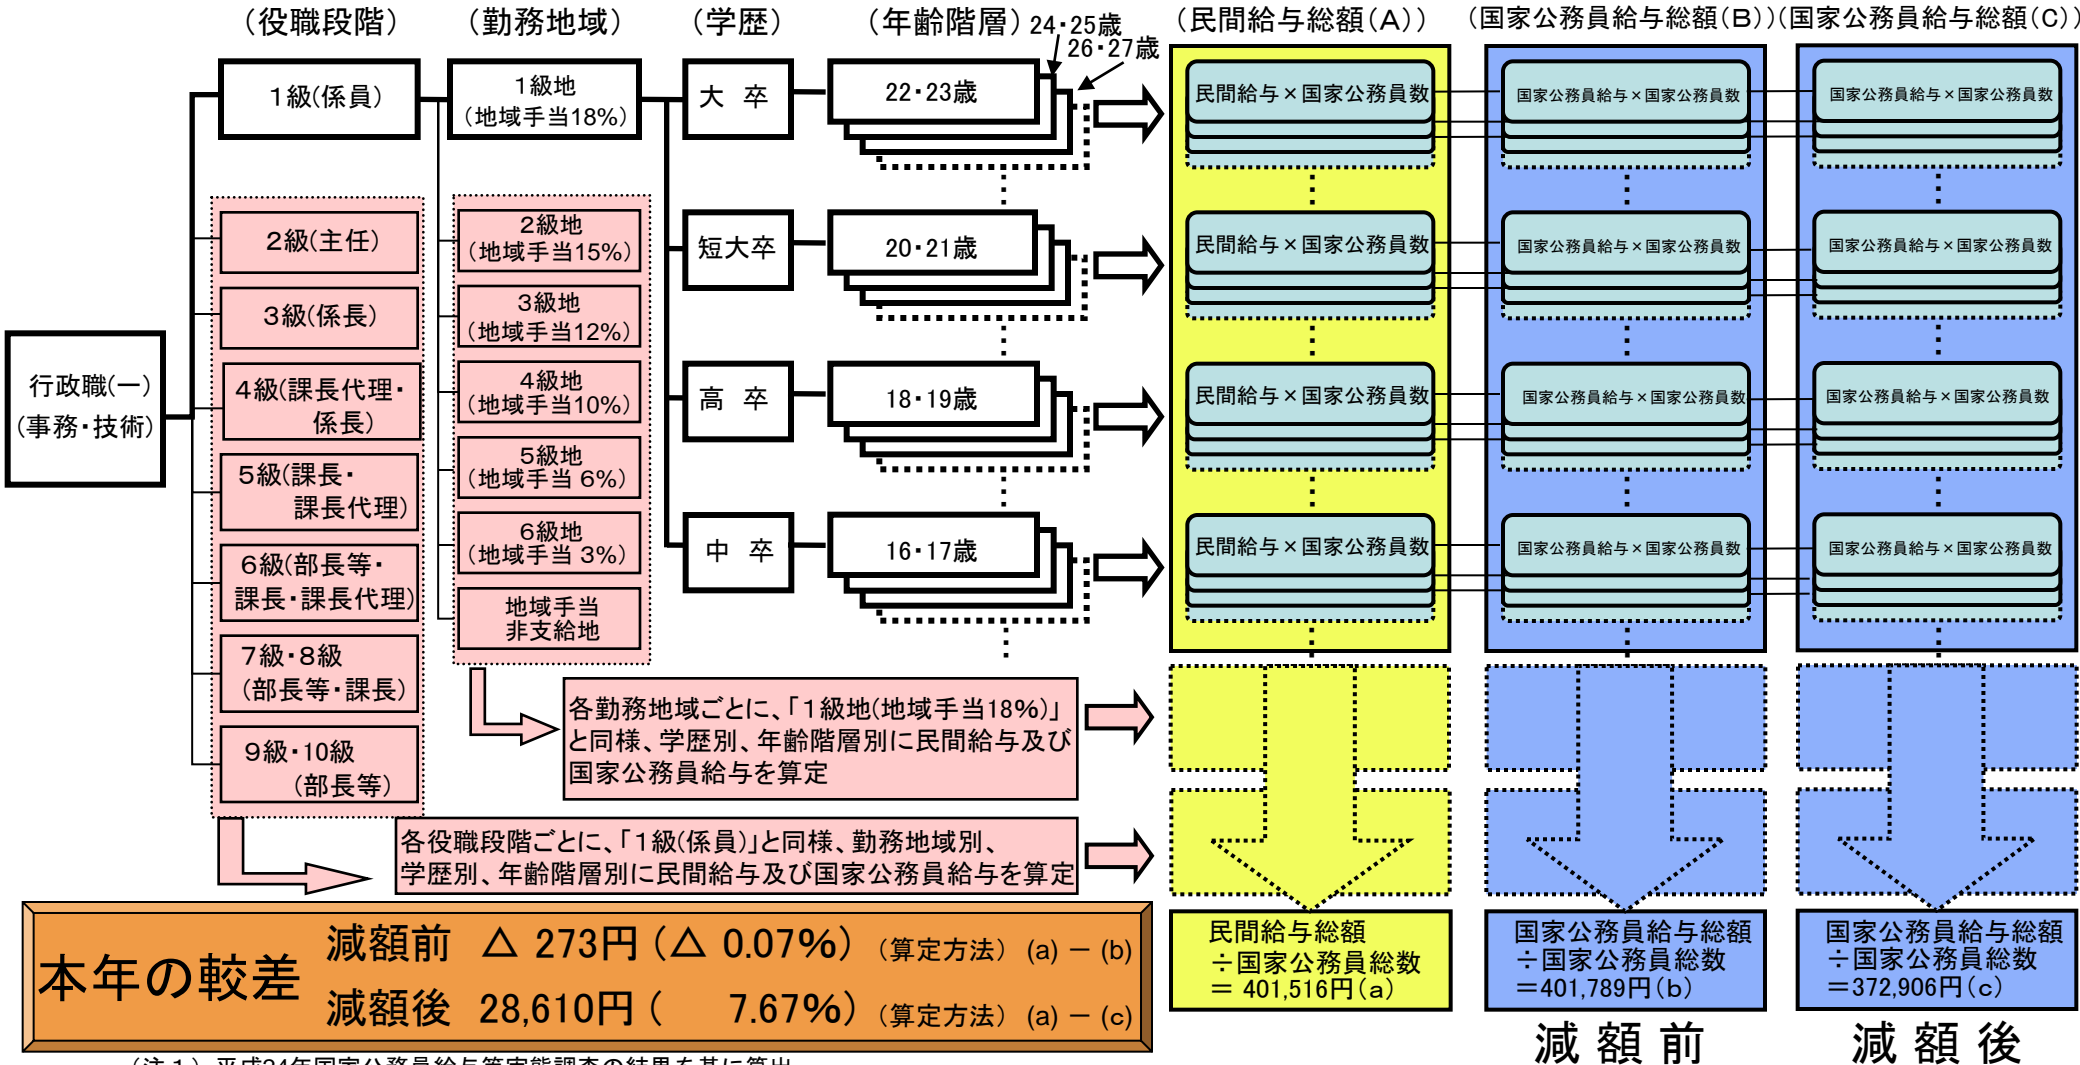 (役職段階)
(勤務地域)
(学歴)
(年齢階層)
24・25歳
26・27歳
(民間給与総額(A))
(国家公務員給与総額(B))
(国家公務員給与総額(C))
行政職(一)
(事務・技術)
1級(係員)
2級(主任)
3級(係長)
4級(課長代理・
係長)
5級(課長・
課長代理)
6級(部長等・
課長・課長代理)
7級・8級
(部長等・課長)
9級・10級
(部長等)
1級地
(地域手当18%)
2級地
(地域手当15%)
3級地
(地域手当12%)
4級地
(地域手当10%)
5級地
(地域手当 6%)
6級地
(地域手当 3%)
地域手当
非支給地
大 卒
22・23歳
民間給与×国家公務員数
国家公務員給与×国家公務員数
国家公務員給与×国家公務員数
短大卒
20・21歳
民間給与×国家公務員数
国家公務員給与×国家公務員数
国家公務員給与×国家公務員数
高 卒
18・19歳
民間給与×国家公務員数
国家公務員給与×国家公務員数
国家公務員給与×国家公務員数
中 卒
16・17歳
民間給与×国家公務員数
国家公務員給与×国家公務員数
国家公務員給与×国家公務員数
各勤務地域ごとに、「1級地(地域手当18%)」
と同様、学歴別、年齢階層別に民間給与及び
国家公務員給与を算定
各役職段階ごとに、「1級(係員)」と同様、勤務地域別、
学歴別、年齢階層別に民間給与及び国家公務員給与を算定
本年の較差
減額前 △ 273円 (△ 0.07%) (算定方法) (a) - (b)
減額後 28,610円 ( 7.67%) (算定方法) (a) - (c)
民間給与総額
÷国家公務員総数
= 401,516円(a)
国家公務員給与総額
÷国家公務員総数
=401,789円(b)
国家公務員給与総額
÷国家公務員総数
=372,906円(c)
減 額 前
減 額 後
(注1) 平成24年国家公務員給与等実態調査の結果を基に算出